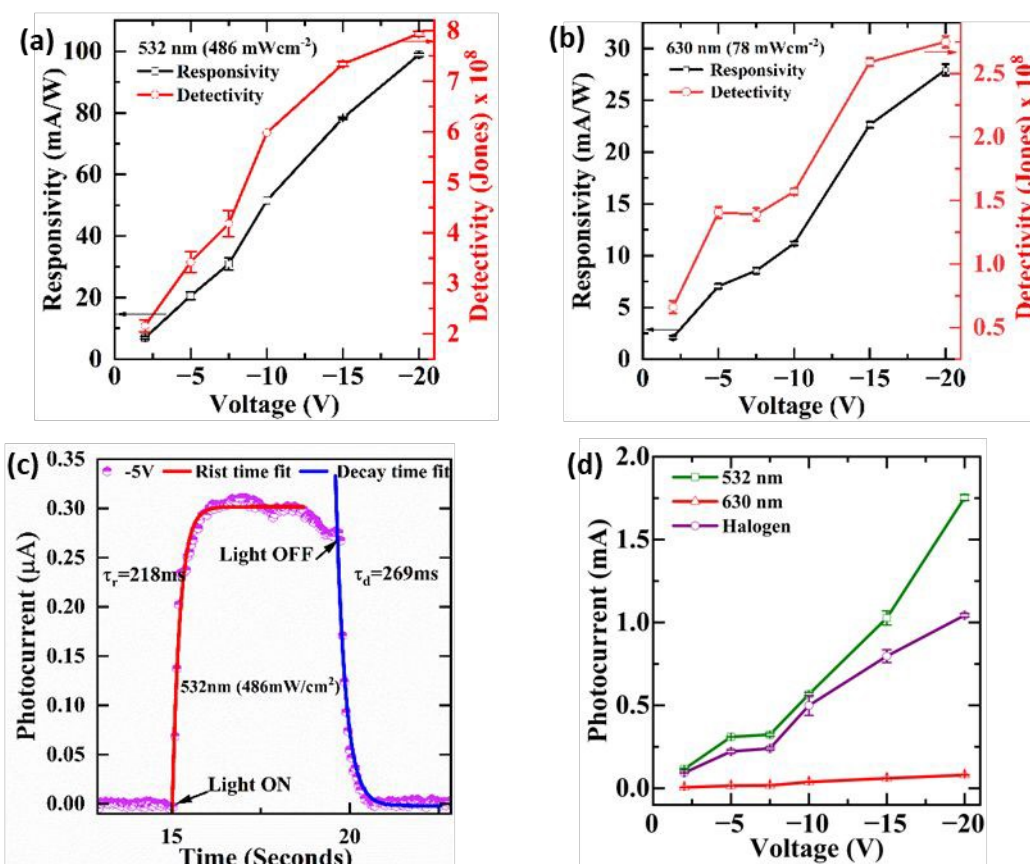 (a)
532 nm (486 mWcm⁻²)
Responsivity
Detectivity
Responsivity (mA/W)
100
80
60
40
20
0
Detectivity (Jones) x 10⁸
8
7
6
5
4
3
2
0 −5 −10 −15 −20
Voltage (V)
(b)
630 nm (78 mWcm⁻²)
Responsivity
Detectivity
Responsivity (mA/W)
30
25
20
15
10
5
0
Detectivity (Jones) x 10⁸
2.5
2.0
1.5
1.0
0.5
0 −5 −10 −15 −20
Voltage (V)
(c)
-5V Rist time fit Decay time fit
Photocurrent (μA)
0.35
0.30
0.25
0.20
0.15
0.10
0.05
0.00
Light OFF
τr=218ms
τd=269ms
532nm (486mW/cm²)
Light ON
15 20
Time (Seconds)
(d)
532 nm
630 nm
Halogen
Photocurrent (mA)
2.0
1.5
1.0
0.5
0.0
0 −5 −10 −15 −20
Voltage (V)